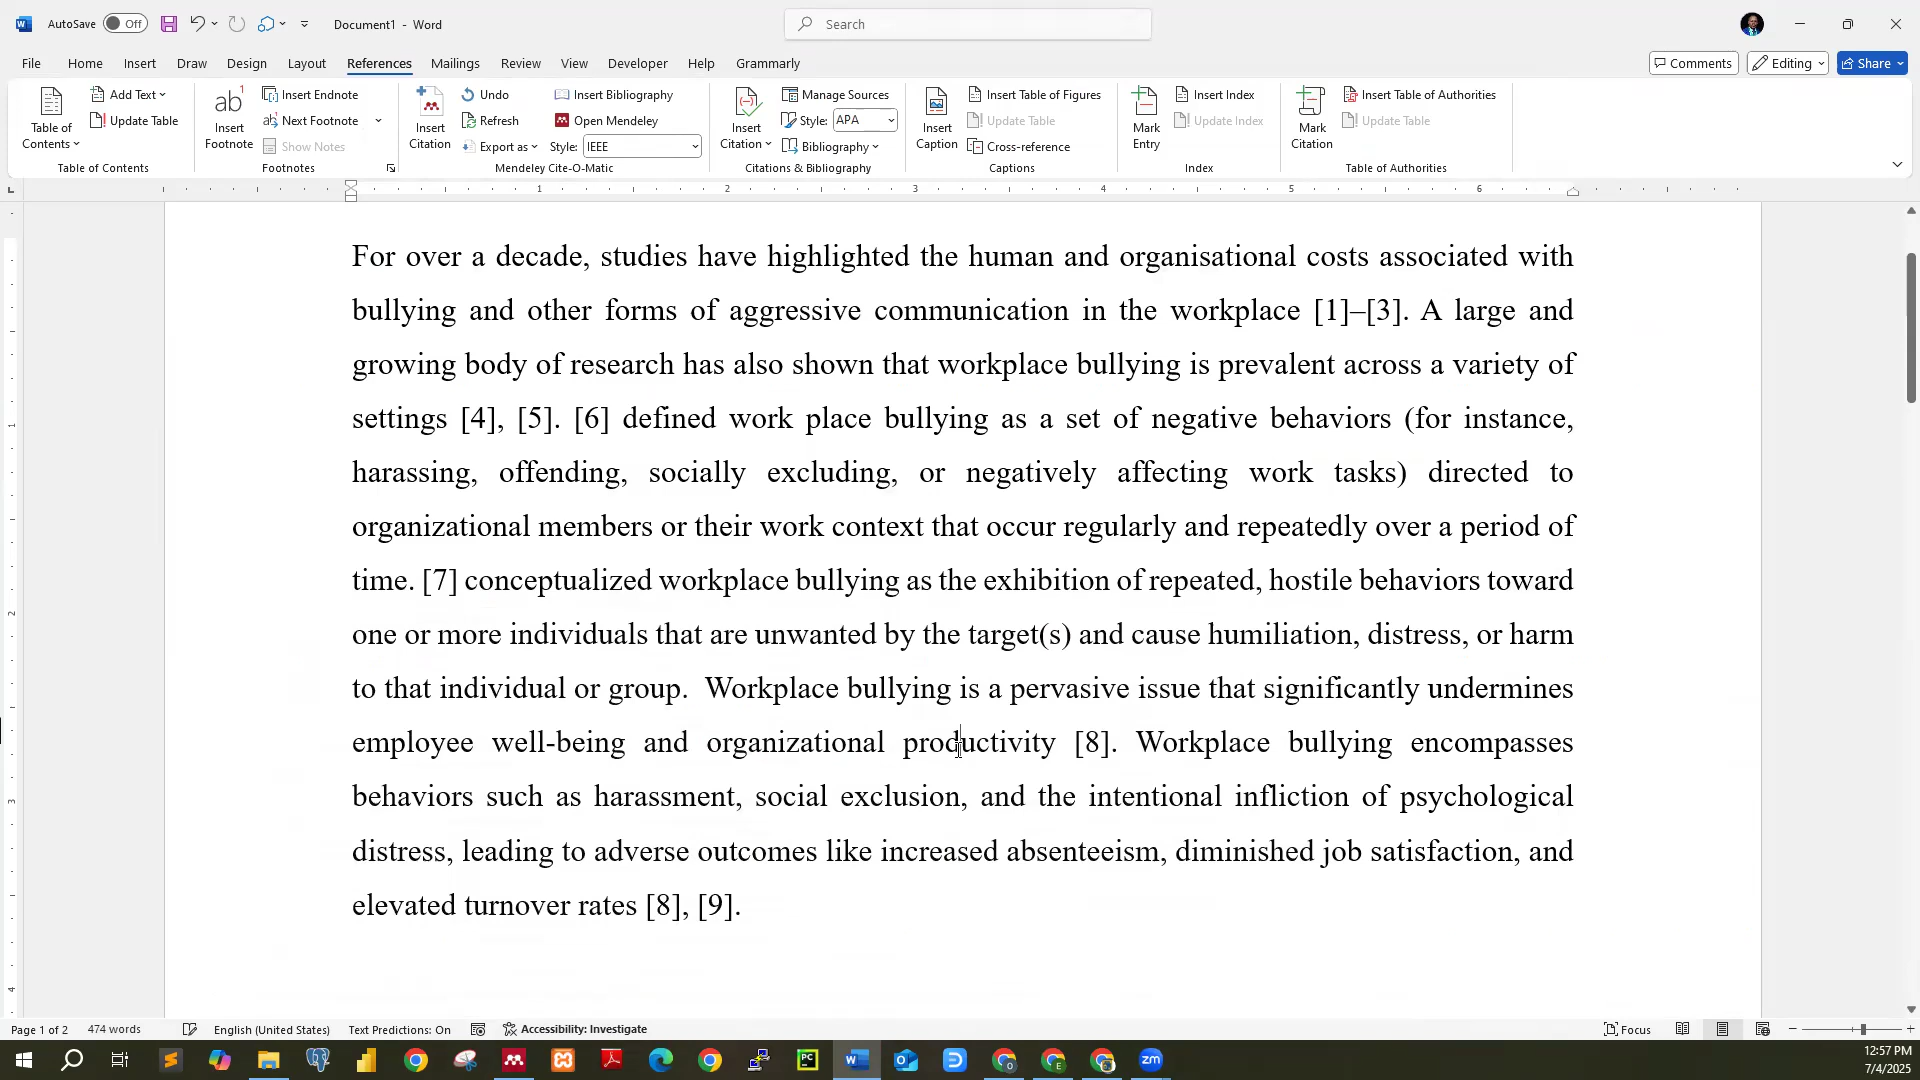 AutoSave Off Document1 - Word Search
File Home Insert Draw Design Layout References Mailings Review View Developer Help Grammarly Comments Editing Share
Table of Contents
Add Text
Update Table
Table of Contents
ab
Insert Footnote
Insert Endnote
Next Footnote
Show Notes
Footnotes
Insert Citation
Undo
Refresh
Export as
Insert Bibliography
Open Mendeley
Style: IEEE
Mendeley Cite-O-Matic
Insert Citation
Manage Sources
Style: APA
Bibliography
Citations & Bibliography
Insert Caption
Insert Table of Figures
Update Table
Cross-reference
Captions
Mark Entry
Insert Index
Update Index
Index
Mark Citation
Insert Table of Authorities
Update Table
Table of Authorities
1 2 3 4 5 6
For over a decade, studies have highlighted the human and organisational costs associated with
bullying and other forms of aggressive communication in the workplace [1]–[3]. A large and
growing body of research has also shown that workplace bullying is prevalent across a variety of
settings [4], [5]. [6] defined work place bullying as a set of negative behaviors (for instance,
harassing, offending, socially excluding, or negatively affecting work tasks) directed to
organizational members or their work context that occur regularly and repeatedly over a period of
time. [7] conceptualized workplace bullying as the exhibition of repeated, hostile behaviors toward
one or more individuals that are unwanted by the target(s) and cause humiliation, distress, or harm
to that individual or group.  Workplace bullying is a pervasive issue that significantly undermines
employee well-being and organizational productivity [8]. Workplace bullying encompasses
behaviors such as harassment, social exclusion, and the intentional infliction of psychological
distress, leading to adverse outcomes like increased absenteeism, diminished job satisfaction, and
elevated turnover rates [8], [9].
Page 1 of 2 474 words English (United States) Text Predictions: On Accessibility: Investigate Focus
12:57 PM
7/4/2025